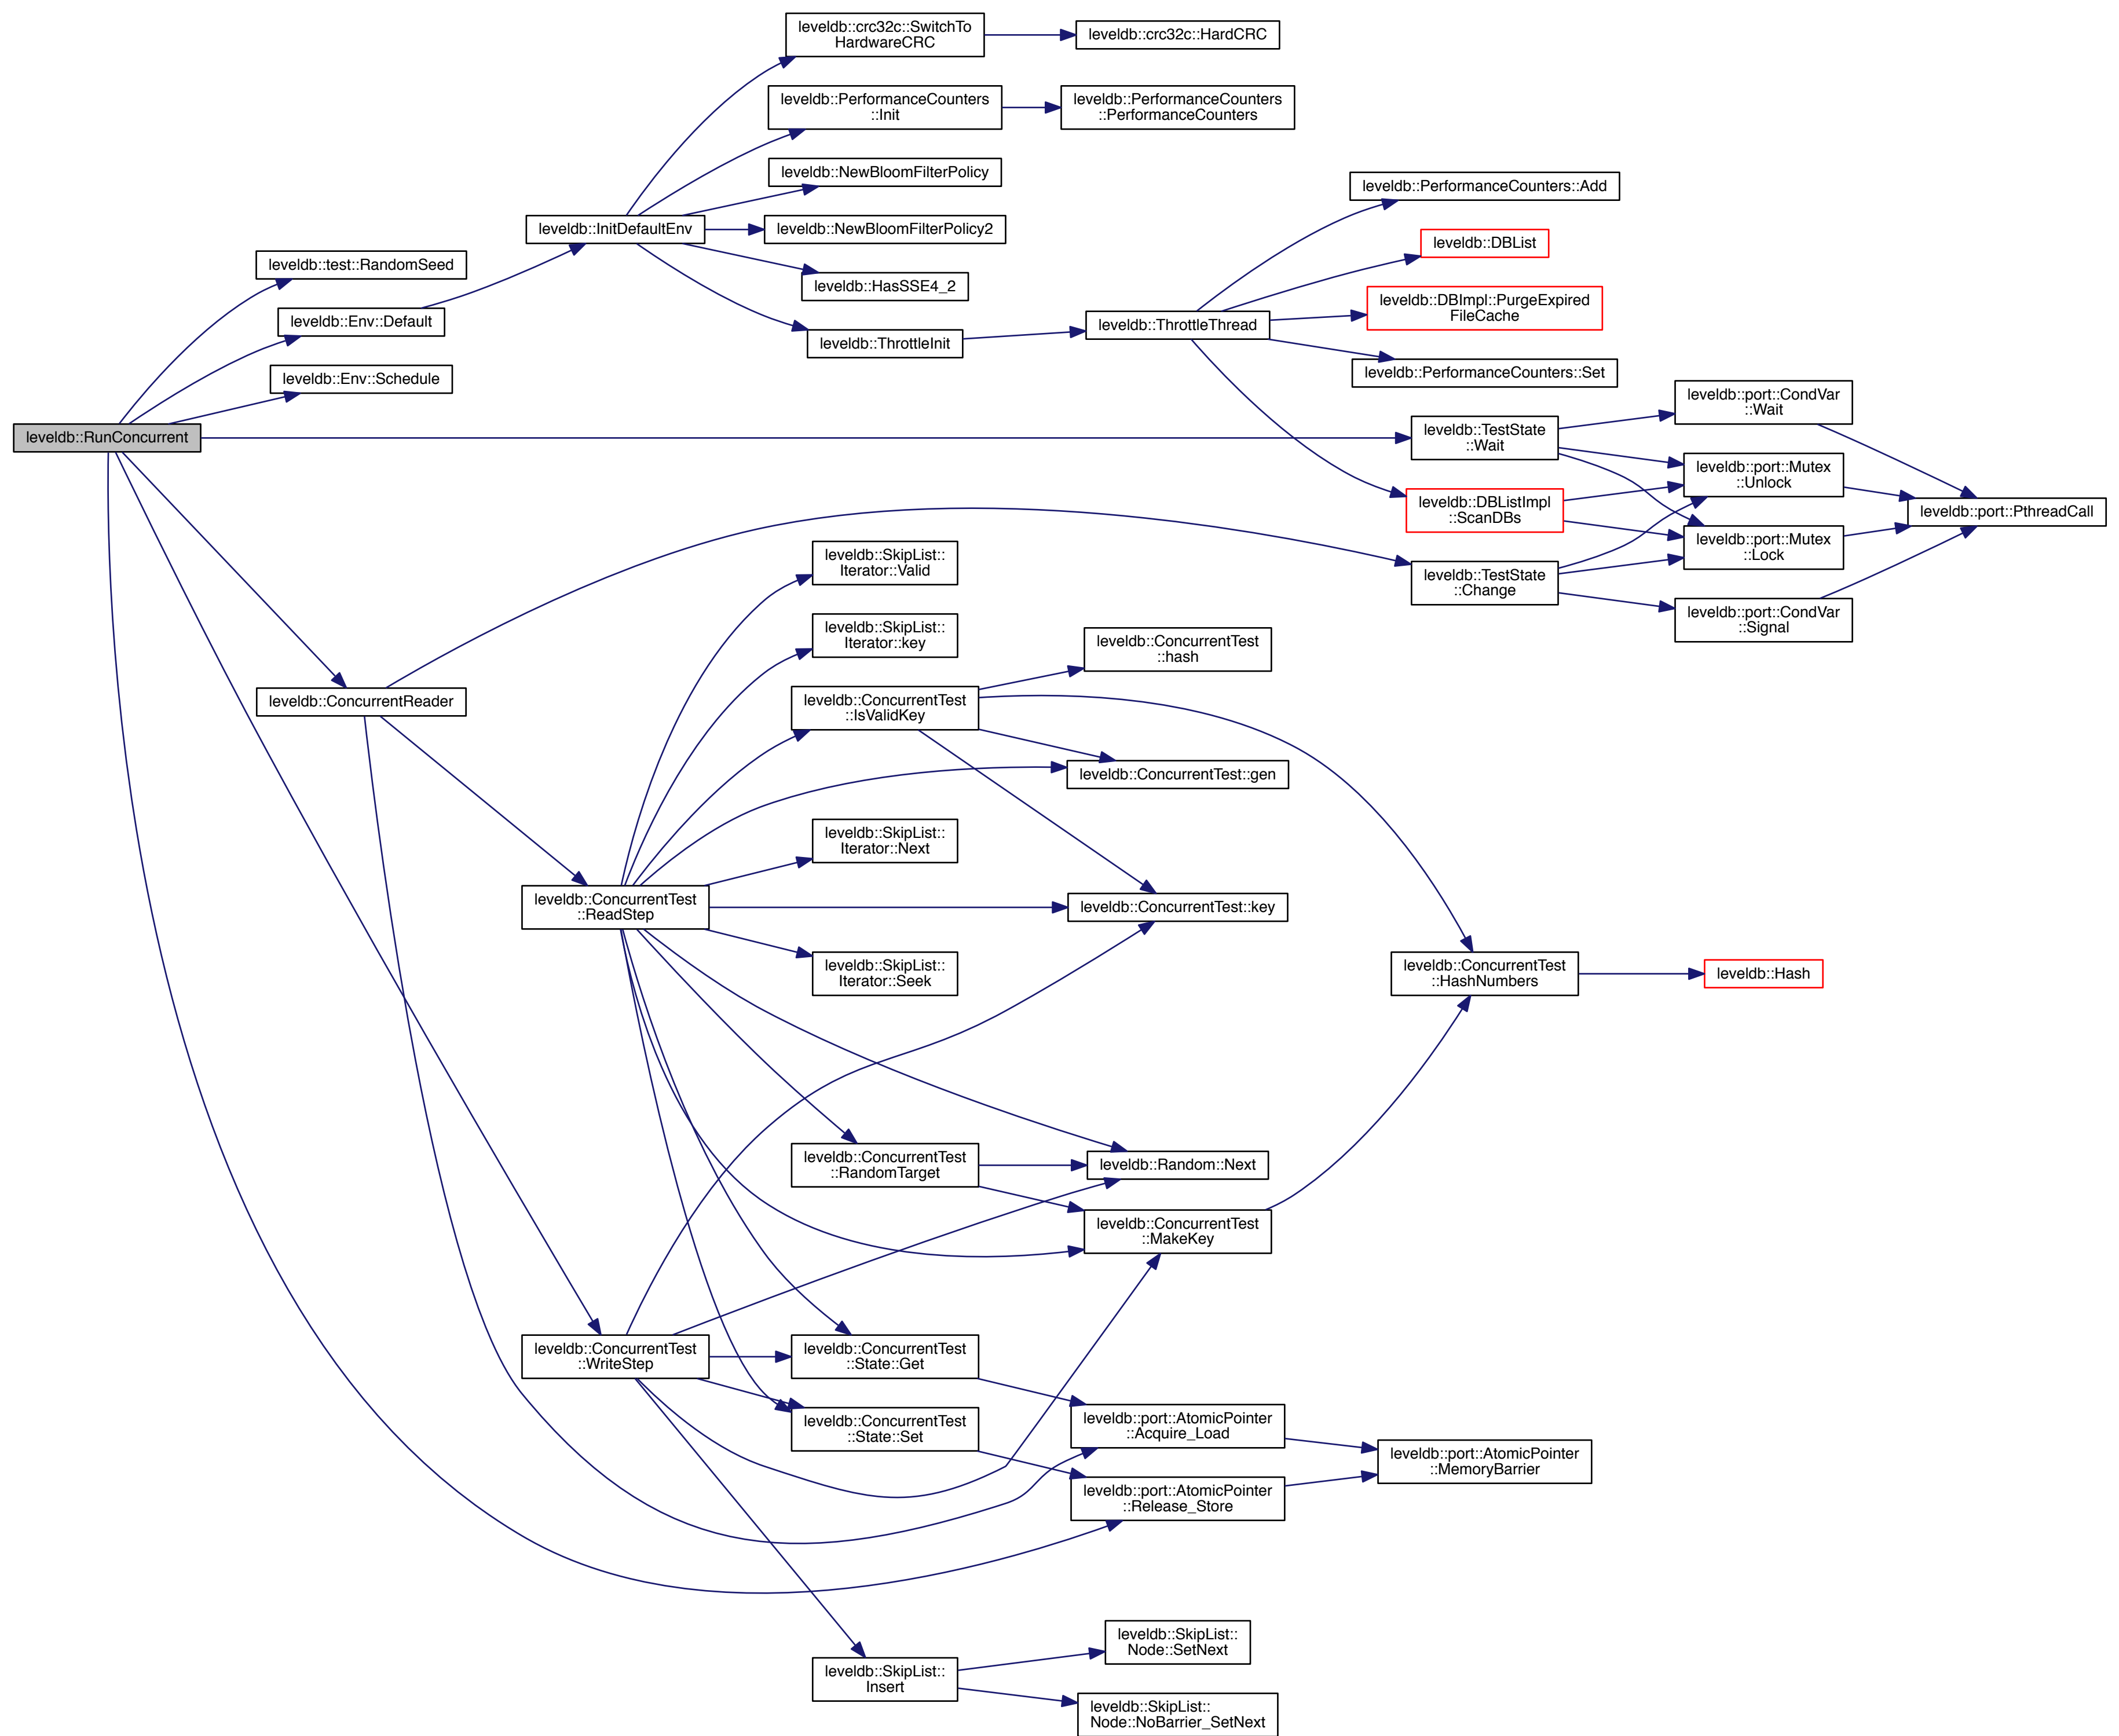 leveldb::RunConcurrent
leveldb::test::RandomSeed
leveldb::Env::Default
leveldb::Env::Schedule
leveldb::ConcurrentReader
leveldb::InitDefaultEnv
leveldb::ConcurrentTest
::ReadStep
leveldb::ConcurrentTest
::WriteStep
leveldb::crc32c::SwitchTo
HardwareCRC
leveldb::PerformanceCounters
::Init
leveldb::NewBloomFilterPolicy
leveldb::NewBloomFilterPolicy2
leveldb::HasSSE4_2
leveldb::ThrottleInit
leveldb::SkipList::
Iterator::Valid
leveldb::SkipList::
Iterator::key
leveldb::ConcurrentTest
::IsValidKey
leveldb::SkipList::
Iterator::Next
leveldb::SkipList::
Iterator::Seek
leveldb::ConcurrentTest
::RandomTarget
leveldb::ConcurrentTest
::State::Get
leveldb::ConcurrentTest
::State::Set
leveldb::SkipList::
Insert
leveldb::crc32c::HardCRC
leveldb::PerformanceCounters
::PerformanceCounters
leveldb::ThrottleThread
leveldb::ConcurrentTest
::hash
leveldb::ConcurrentTest::gen
leveldb::ConcurrentTest::key
leveldb::Random::Next
leveldb::ConcurrentTest
::MakeKey
leveldb::port::AtomicPointer
::Acquire_Load
leveldb::port::AtomicPointer
::Release_Store
leveldb::SkipList::
Node::SetNext
leveldb::SkipList::
Node::NoBarrier_SetNext
leveldb::PerformanceCounters::Add
leveldb::DBList
leveldb::DBImpl::PurgeExpired
FileCache
leveldb::PerformanceCounters::Set
leveldb::TestState
::Wait
leveldb::DBListImpl
::ScanDBs
leveldb::TestState
::Change
leveldb::ConcurrentTest
::HashNumbers
leveldb::port::AtomicPointer
::MemoryBarrier
leveldb::port::CondVar
::Wait
leveldb::port::Mutex
::Unlock
leveldb::port::Mutex
::Lock
leveldb::port::CondVar
::Signal
leveldb::Hash
leveldb::port::PthreadCall